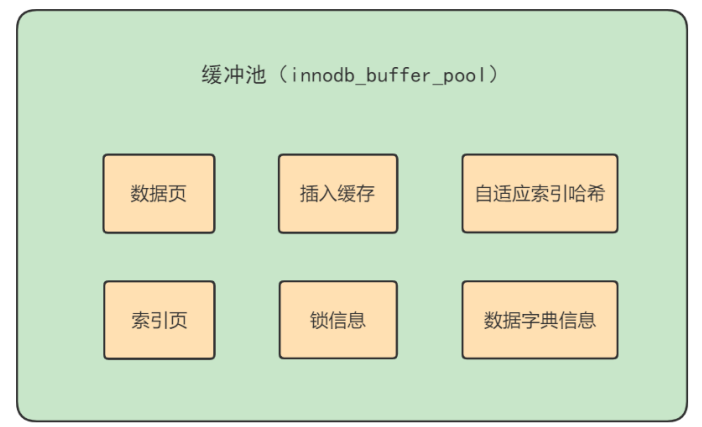 缓冲池（innodb_buffer_pool）
数据页
插入缓存
自适应索引哈希
索引页
锁信息
数据字典信息